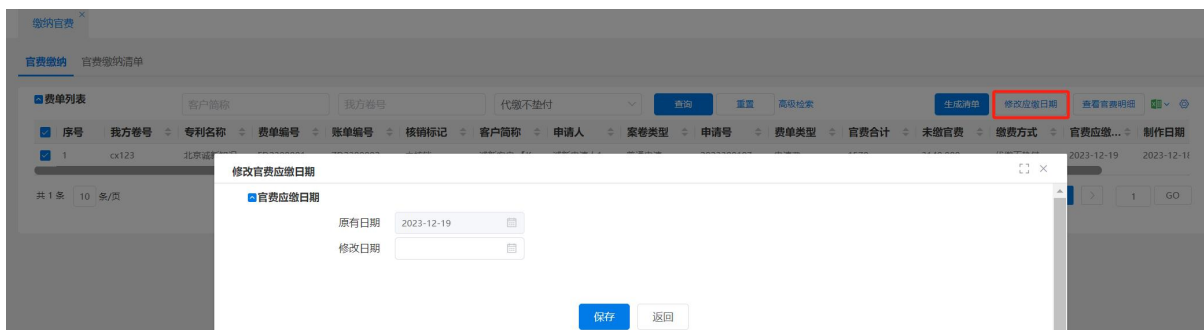 缴纳官费 ×
官费缴纳 官费缴纳清单
费单列表 客户简称 我方卷号 代缴不垫付 查询 重置 高级检索 生成清单 修改应缴日期 查看官费明细
序号 我方卷号 专利名称 费单编号 账单编号 核销标记 客户简称 申请人 案卷类型 申请号 费单类型 官费合计 未缴官费 缴费方式 官费应缴... 制作日期
1 cx123 2023-12-19 2023-12-18
修改官费应缴日期
共 1 条 10 条/页 1 GO
官费应缴日期
原有日期 2023-12-19
修改日期
保存 返回